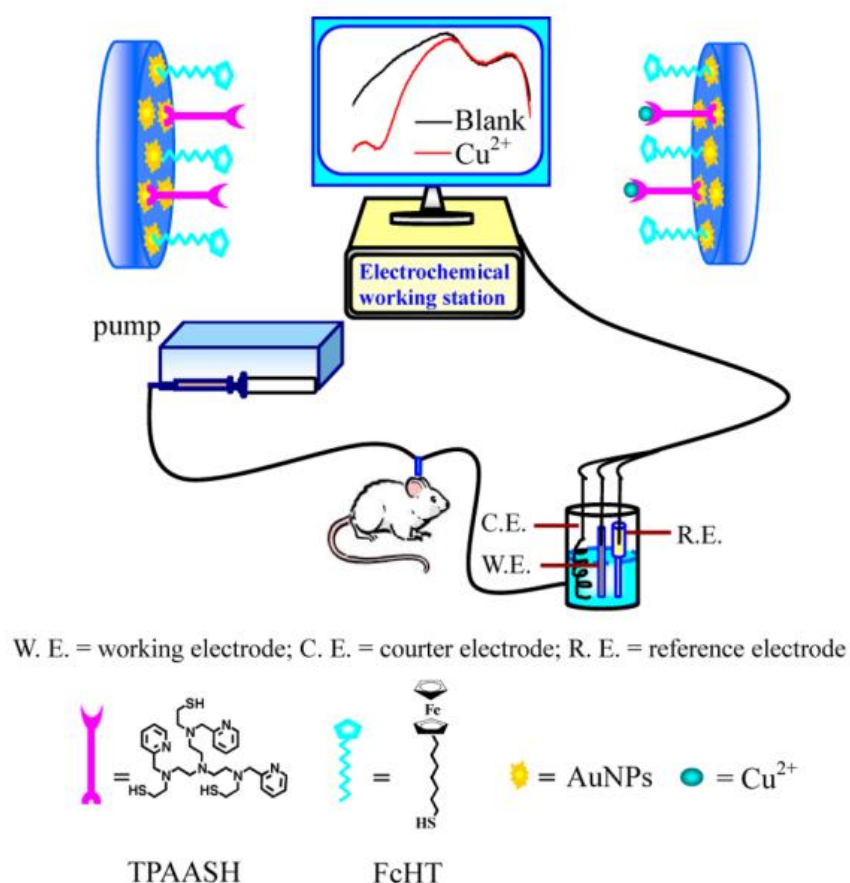 Blank
Cu2+
Electrochemical
working station
pump
C.E.
R.E.
W.E.
W. E. = working electrode; C. E. = courter electrode; R. E. = reference electrode
SH
N
N
N
N
N
N
N
HS
SH
=
TPAASH
Fe
HS
=
FcHT
= AuNPs
= Cu2+